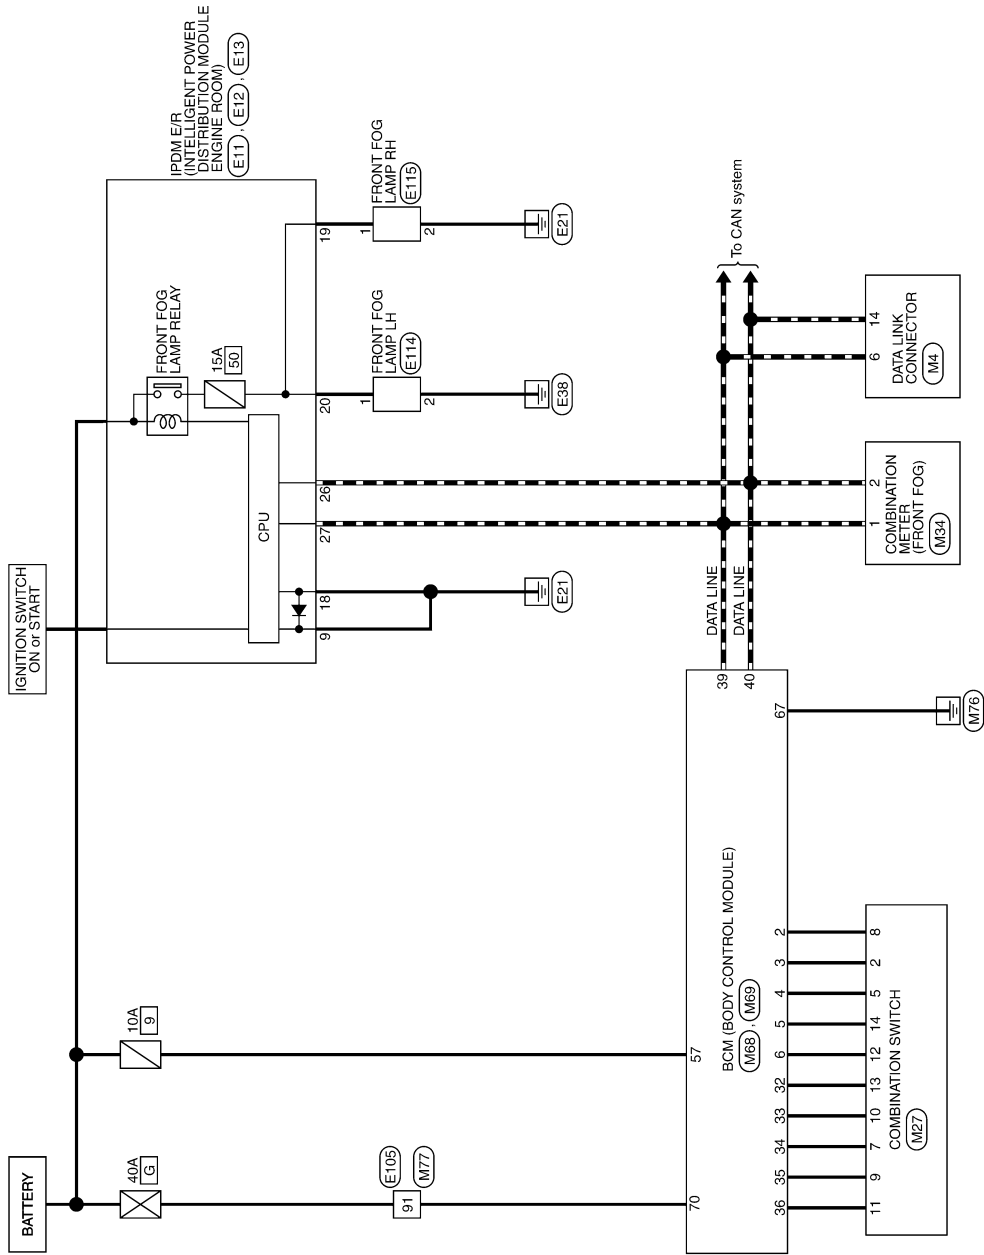 BATTERY
40A
G
E105
M77
91
70
10A
9
57
IGNITION SWITCH
ON or START
IPDM E/R
(INTELLIGENT POWER
DISTRIBUTION MODULE
ENGINE ROOM)
E11 , E12 , E13
FRONT FOG
LAMP RELAY
15A
50
CPU
9
18
27
26
20
19
E21
1
FRONT FOG
LAMP LH
E114
2
E38
1
FRONT FOG
LAMP RH
E115
2
E21
DATA LINE
DATA LINE
To CAN system
39
40
67
M76
BCM (BODY CONTROL MODULE)
M68 , M69
36
35
34
33
32
6
5
4
3
2
11
9
7
10
13
12
14
5
2
8
COMBINATION SWITCH
M27
1
2
COMBINATION
METER
(FRONT FOG)
M34
6
14
DATA LINK
CONNECTOR
M4